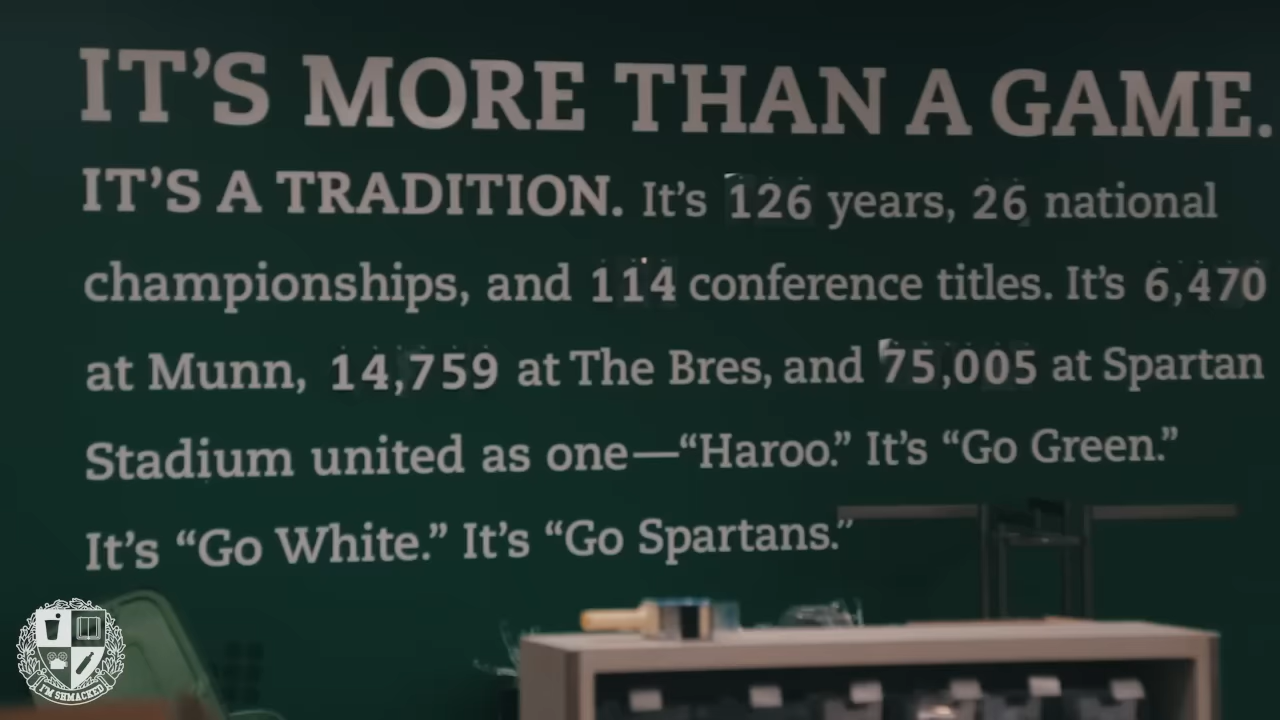 IT'S MORE THAN A GAME.
IT'S A TRADITION. It's 126 years, 26 national
championships, and 114 conference titles. It's 6,470
at Munn, 14,759 at The Bres, and 75,005 at Spartan
Stadium united as one—“Haroo.” It's “Go Green.”
It's “Go White.” It's “Go Spartans.”
I'M SHMACKED